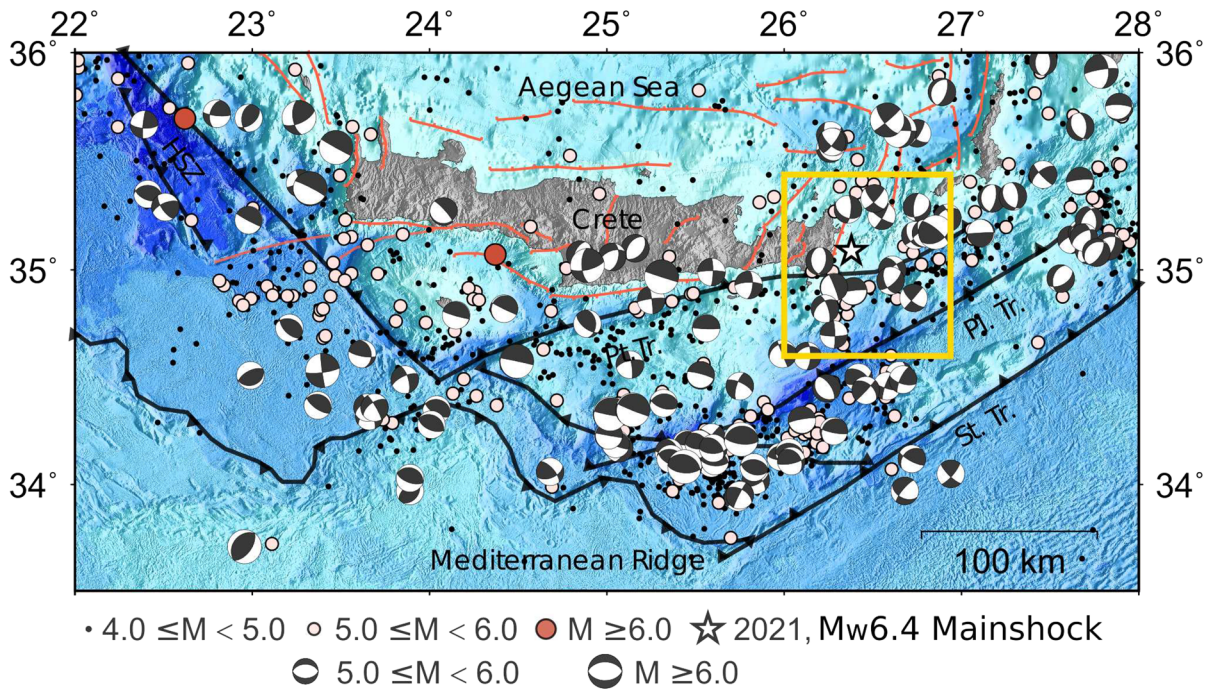 22° 23° 24° 25° 26° 27° 28°
36° 36°
Aegean Sea
HSZ
Crete
35° 35°
Pt. Tr.
Pl. Tr.
St. Tr.
34° 34°
Mediterranean Ridge
100 km
4.0 ≤M < 5.0 5.0 ≤M < 6.0 M ≥6.0 2021, Mw6.4 Mainshock
5.0 ≤M < 6.0 M ≥6.0